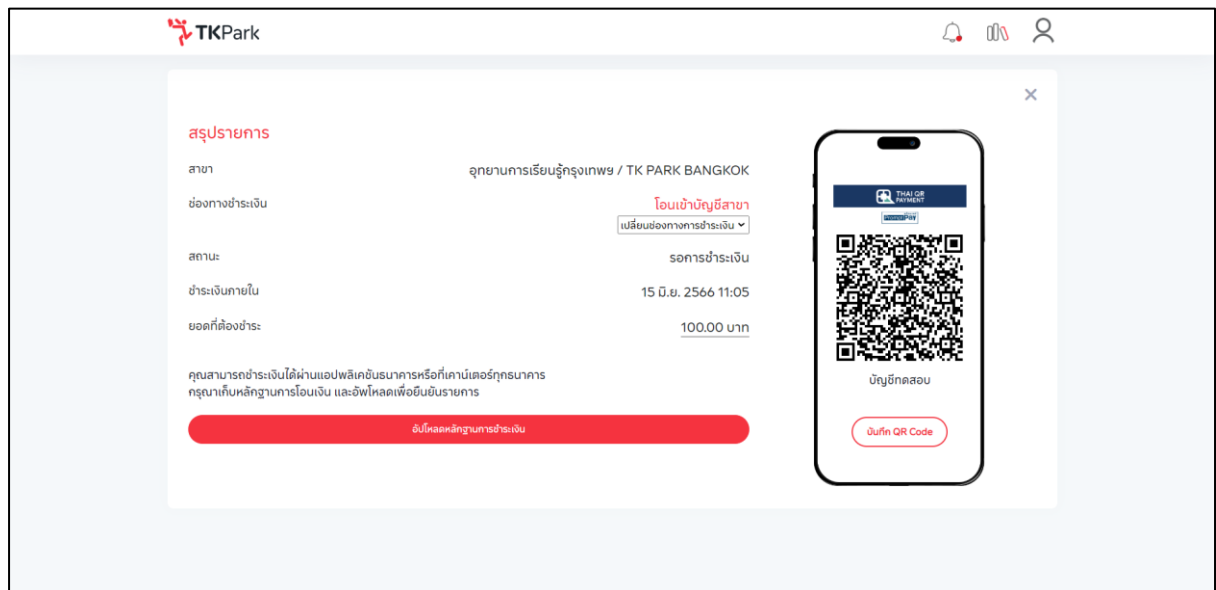 TKPark
สรุปรายการ
สาขา อุทยานการเรียนรู้กรุงเทพฯ / TK PARK BANGKOK
ช่องทางชำระเงิน โอนเข้าบัญชีสาขา
เปลี่ยนช่องทางการชำระเงิน
สถานะ รอการชำระเงิน
ชำระเงินภายใน 15 มิ.ย. 2566 11:05
ยอดที่ต้องชำระ 100.00 บาท
คุณสามารถชำระเงินได้ผ่านแอปพลิเคชันธนาคารหรือที่เคาน์เตอร์ทุกธนาคาร
กรุณาเก็บหลักฐานการโอนเงิน และอัพโหลดเพื่อยืนยันรายการ
อัปโหลดหลักฐานการชำระเงิน
THAI QR
PAYMENT
PromptPay
บัญชีทดสอบ
บันทึก QR Code